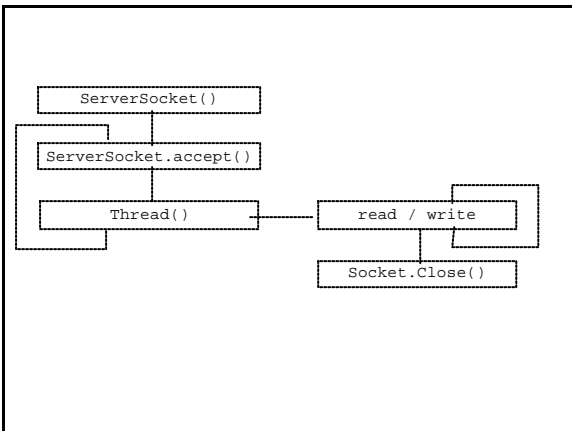 ServerSocket()
ServerSocket.accept()
Thread()
read / write
Socket.Close()